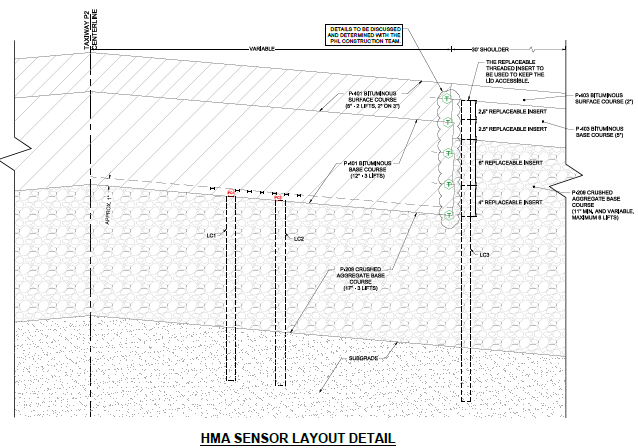 TAXIWAY P2
CENTERLINE
DETAILS TO BE DISCUSSED
AND DETERMINED WITH THE
PHL CONSTRUCTION TEAM.
VARIABLE
30' SHOULDER
THE REPLACEABLE
THREADED INSERT TO
BE USED TO KEEP THE
LID ACCESSIBLE.
P-401 BITUMINOUS
SURFACE COURSE
(5" - 2 LIFTS, 2" ON 3")
P-403 BITUMINOUS
SURFACE COURSE (2")
2.5" REPLACEABLE INSERT
2.5" REPLACEABLE INSERT
P-403 BITUMINOUS
BASE COURSE (5")
P-401 BITUMINOUS
BASE COURSE
(12" - 3 LIFTS)
6" REPLACEABLE INSERT
4" REPLACEABLE INSERT
P-209 CRUSHED
AGGREGATE BASE
COURSE
(11" MIN, AND VARIABLE,
MAXIMUM 6 LIFTS)
APPROX. 1"
LC1
LC2
LC3
P-209 CRUSHED
AGGREGATE BASE
COURSE
(17" - 3 LIFTS)
SUBGRADE
HMA SENSOR LAYOUT DETAIL